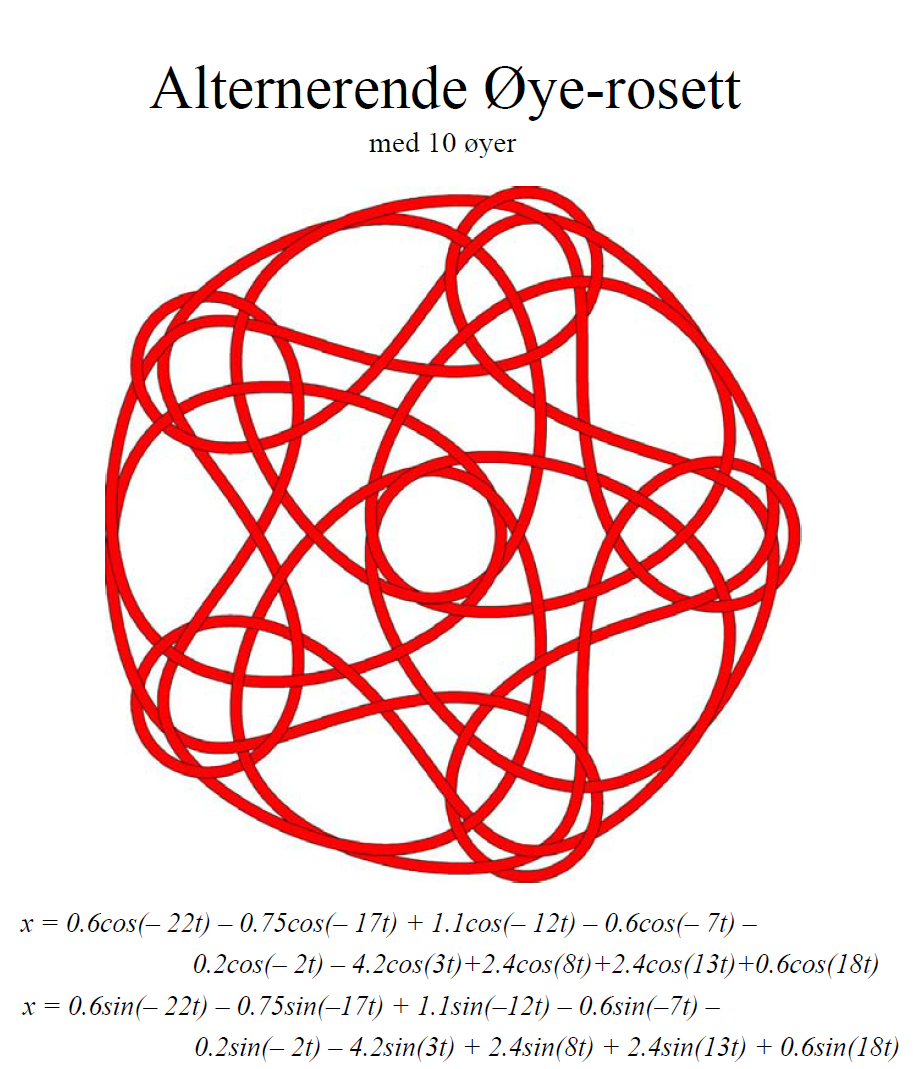 Alternerende Øye-rosett
med 10 øyer
x = 0.6cos(– 22t) – 0.75cos(– 17t) + 1.1cos(– 12t) – 0.6cos(– 7t) –
0.2cos(– 2t) – 4.2cos(3t)+2.4cos(8t)+2.4cos(13t)+0.6cos(18t)
x = 0.6sin(– 22t) – 0.75sin(–17t) + 1.1sin(–12t) – 0.6sin(–7t) –
0.2sin(– 2t) – 4.2sin(3t) + 2.4sin(8t) + 2.4sin(13t) + 0.6sin(18t)